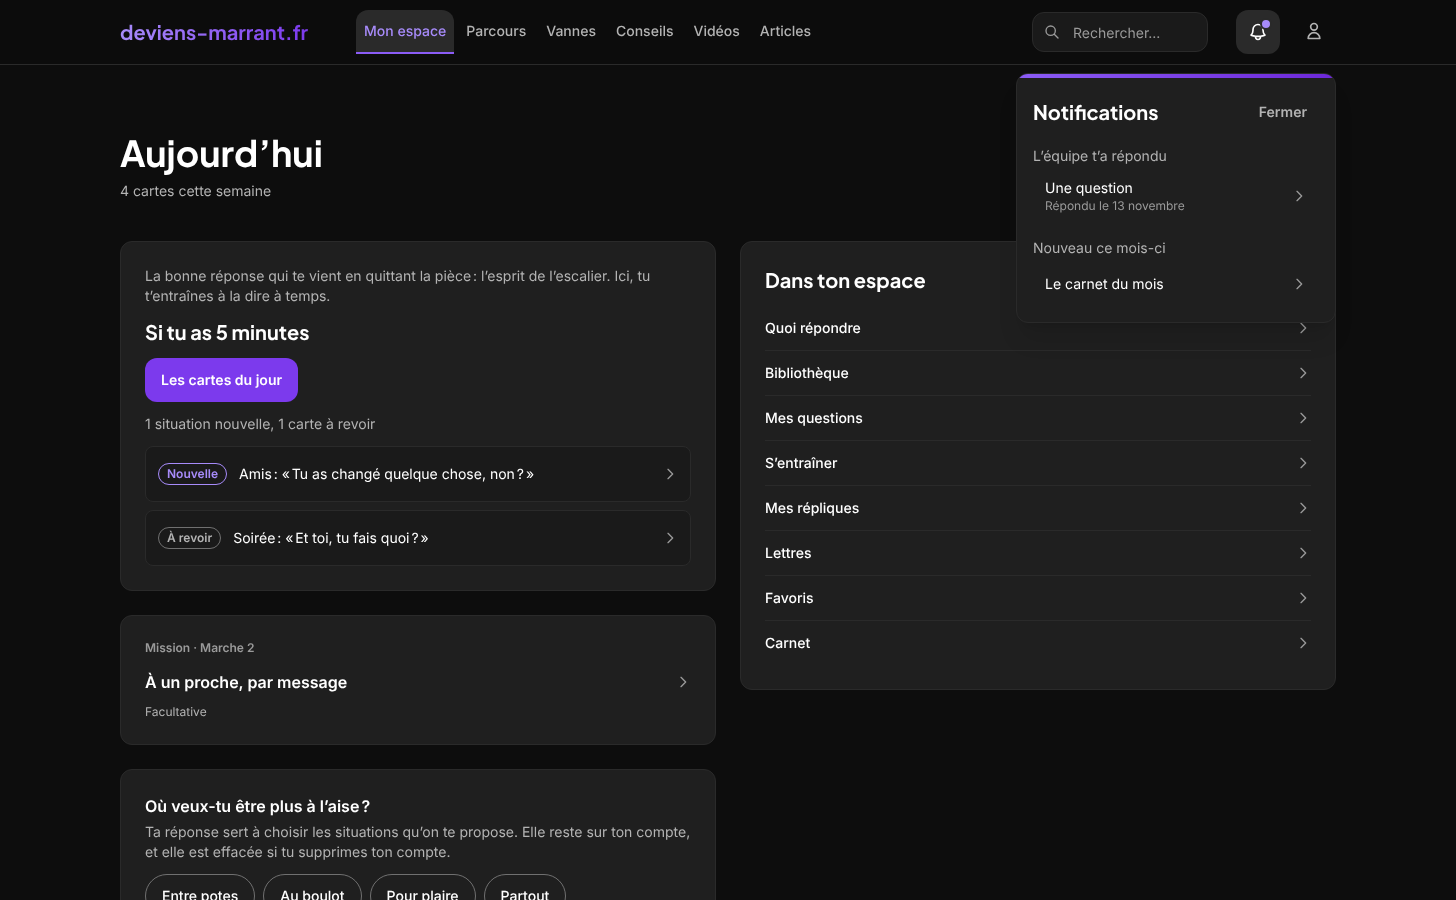 deviens-marrant.fr
Mon espace
Parcours
Vannes
Conseils
Vidéos
Articles
Rechercher...
Notifications
Fermer
L’équipe t’a répondu
Une question
Répondu le 13 novembre
Nouveau ce mois-ci
Le carnet du mois
Aujourd’hui
4 cartes cette semaine
La bonne réponse qui te vient en quittant la pièce : l’esprit de l’escalier. Ici, tu
t’entraînes à la dire à temps.
Si tu as 5 minutes
Les cartes du jour
1 situation nouvelle, 1 carte à revoir
Nouvelle
Amis : « Tu as changé quelque chose, non ? »
À revoir
Soirée : « Et toi, tu fais quoi ? »
Mission · Marche 2
À un proche, par message
Facultative
Où veux-tu être plus à l’aise ?
Ta réponse sert à choisir les situations qu’on te propose. Elle reste sur ton compte,
et elle est effacée si tu supprimes ton compte.
Entre potes
Au boulot
Pour plaire
Partout
Dans ton espace
Quoi répondre
Bibliothèque
Mes questions
S’entraîner
Mes répliques
Lettres
Favoris
Carnet